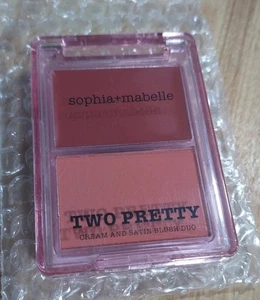 sophia+mabelle
TWO PRETTY
CREAM AND SATIN BLUSH DUO